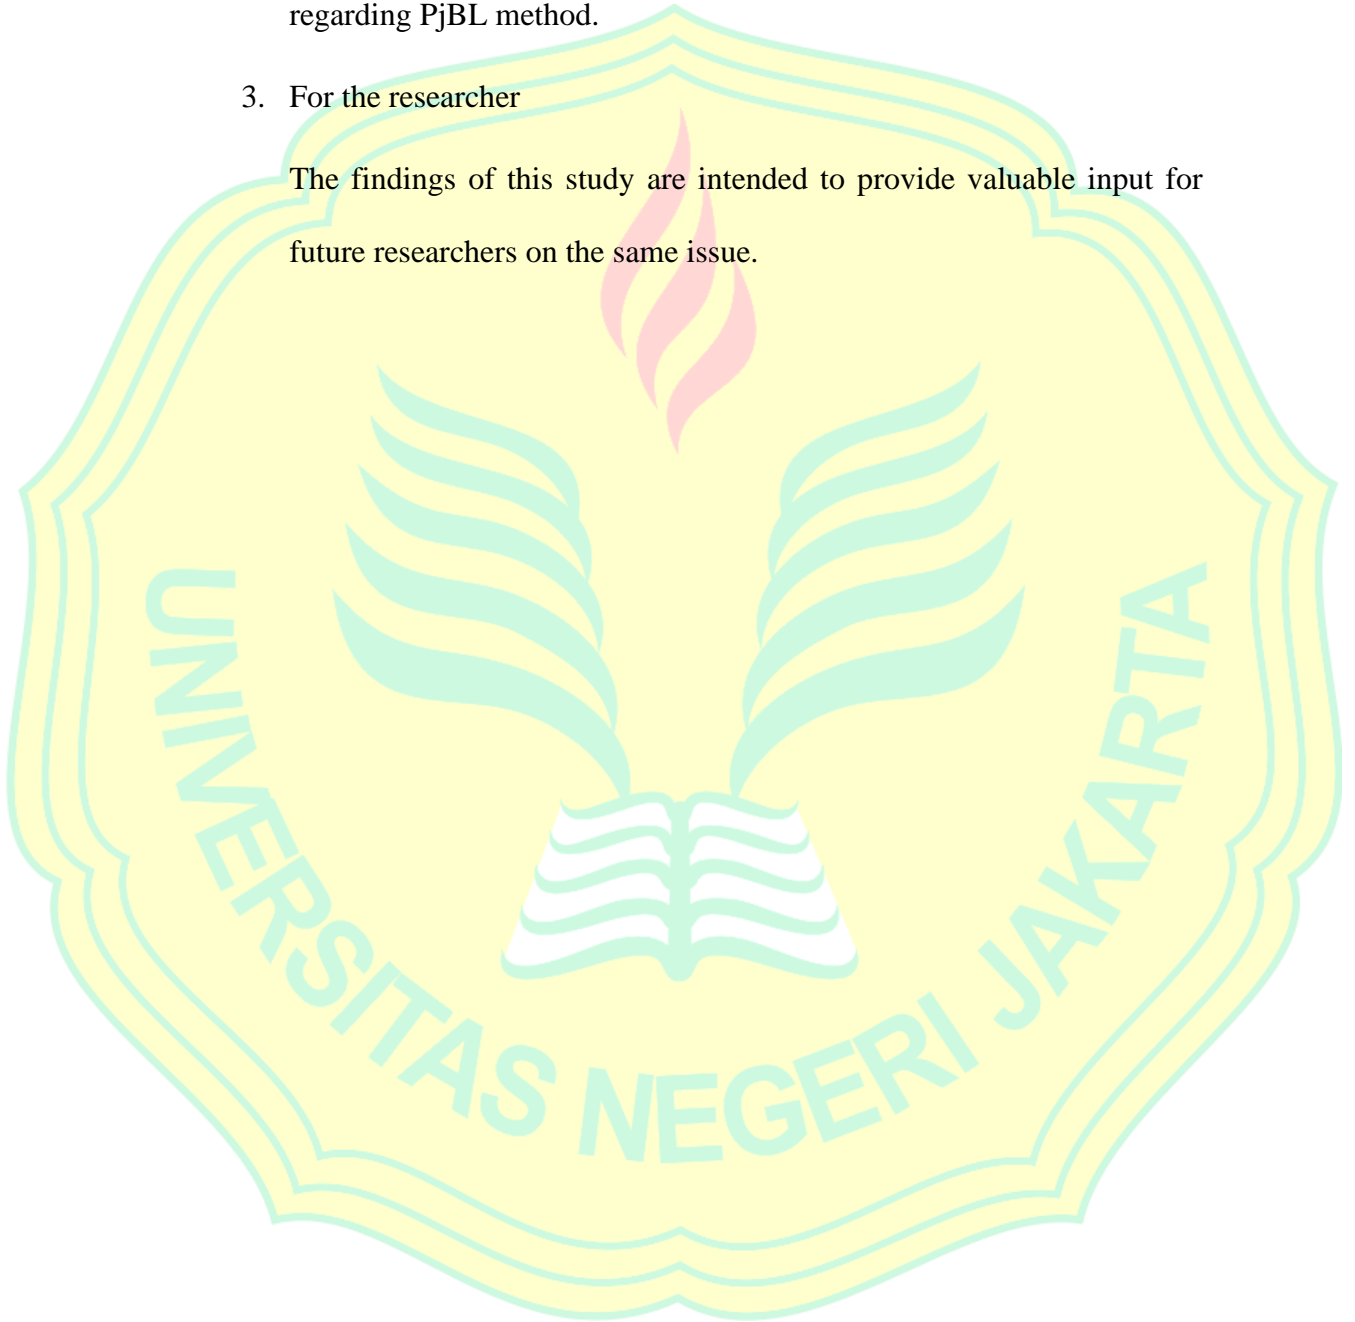 regarding PjBL method.
3. For the researcher
The findings of this study are intended to provide valuable input for
future researchers on the same issue.
UNIVERSITAS NEGERI JAKARTA